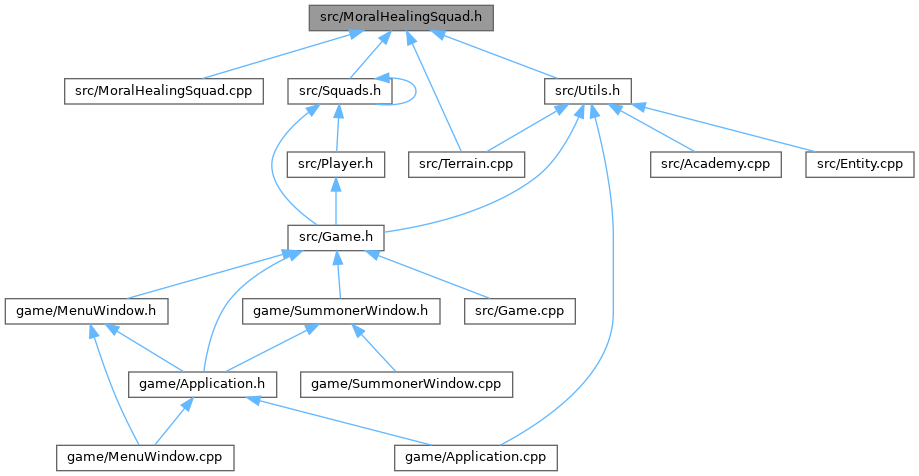 src/MoralHealingSquad.h
src/MoralHealingSquad.cpp
src/Squads.h
src/Utils.h
src/Player.h
src/Terrain.cpp
src/Academy.cpp
src/Entity.cpp
src/Game.h
game/MenuWindow.h
game/SummonerWindow.h
src/Game.cpp
game/Application.h
game/SummonerWindow.cpp
game/MenuWindow.cpp
game/Application.cpp